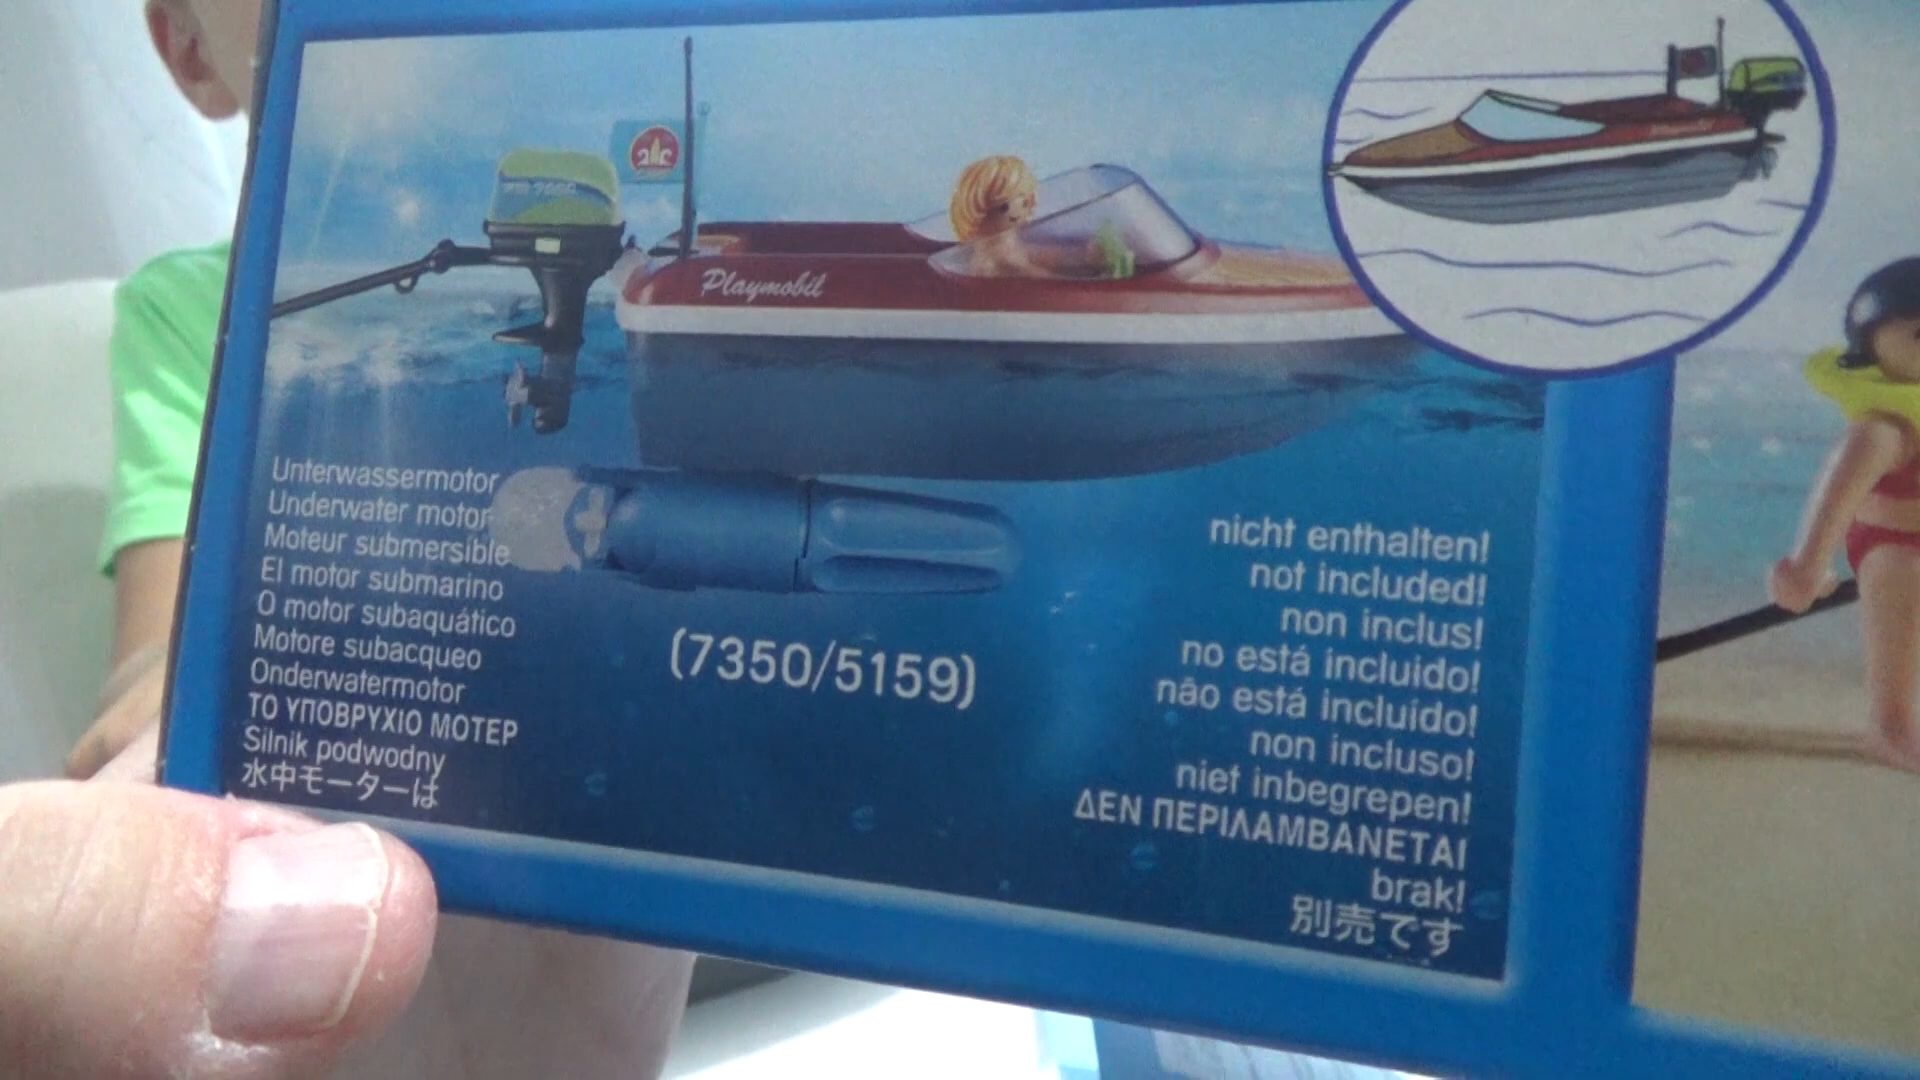 Playmobil
Unterwassermotor
Underwater motor
Moteur submersible
El motor submarino
O motor subaquático
Motore subacqueo
Onderwatermotor
ΤΟ ΥΠΟΒΡΥΧΙΟ ΜΟΤΕΡ
Silnik podwodny
水中モーターは
(7350/5159)
nicht enthalten!
not included!
non inclus!
no está incluido!
não está incluído!
non incluso!
niet inbegrepen!
ΔΕΝ ΠΕΡΙΛΑΜΒΑΝΕΤΑΙ
brak!
別売です